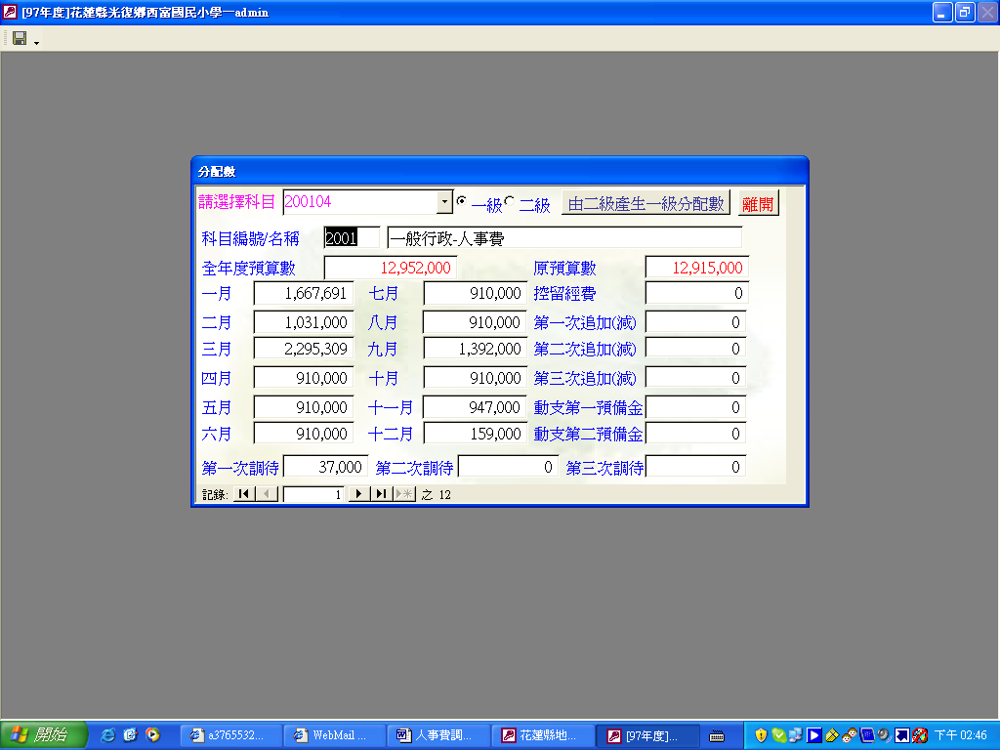 [97年度]花蓮縣光復鄉西富國民小學—admin
分配數
請選擇科目 200104 一級 二級 由二級產生一級分配數 離開
科目編號/名稱 2001 一般行政-人事費
全年度預算數 12,952,000 原預算數 12,915,000
一月 1,667,691 七月 910,000 控留經費 0
二月 1,031,000 八月 910,000 第一次追加(減) 0
三月 2,295,309 九月 1,392,000 第二次追加(減) 0
四月 910,000 十月 910,000 第三次追加(減) 0
五月 910,000 十一月 947,000 動支第一預備金 0
六月 910,000 十二月 159,000 動支第二預備金 0
第一次調待 37,000 第二次調待 0 第三次調待 0
記錄: 1 之 12
開始 a3765532... WebMail ... 人事費調... 花蓮縣地... [97年度]... 下午 02:46